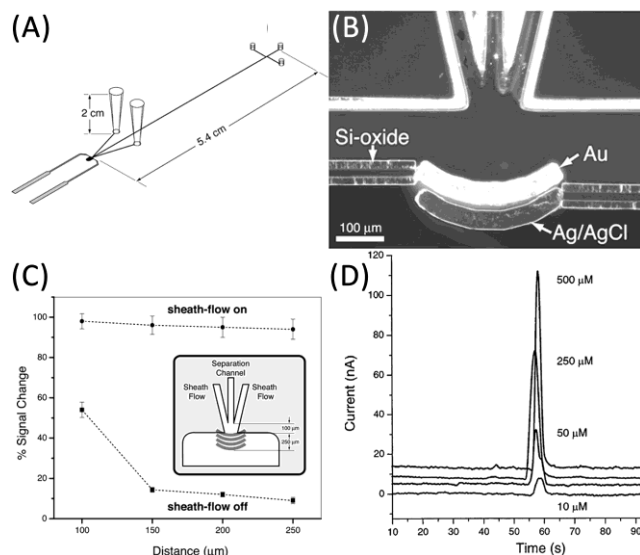 (A)
2 cm
5.4 cm
(B)
Si-oxide
Au
Ag/AgCl
100 μm
(C)
sheath-flow on
% Signal Change
100
80
60
40
20
0
Separation
Channel
Sheath
Flow
Sheath
Flow
100 μm
250 μm
sheath-flow off
100
150
200
250
Distance (μm)
(D)
Current (nA)
120
100
80
60
40
20
0
500 μM
250 μM
50 μM
10 μM
10 20 30 40 50 60 70 80 90
Time (s)